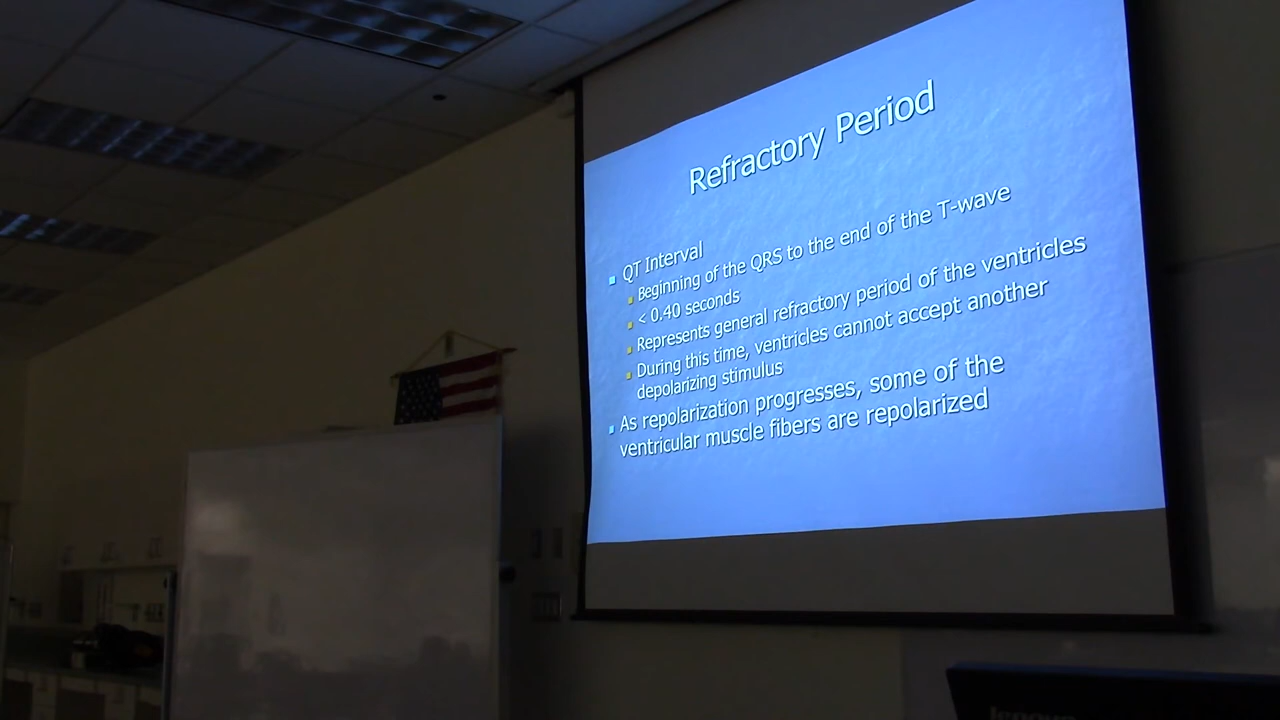 Refractory Period
QT Interval
Beginning of the QRS to the end of the T-wave
< 0.40 seconds
Represents general refractory period of the ventricles
During this time, ventricles cannot accept another
depolarizing stimulus
As repolarization progresses, some of the
ventricular muscle fibers are repolarized
lenovo